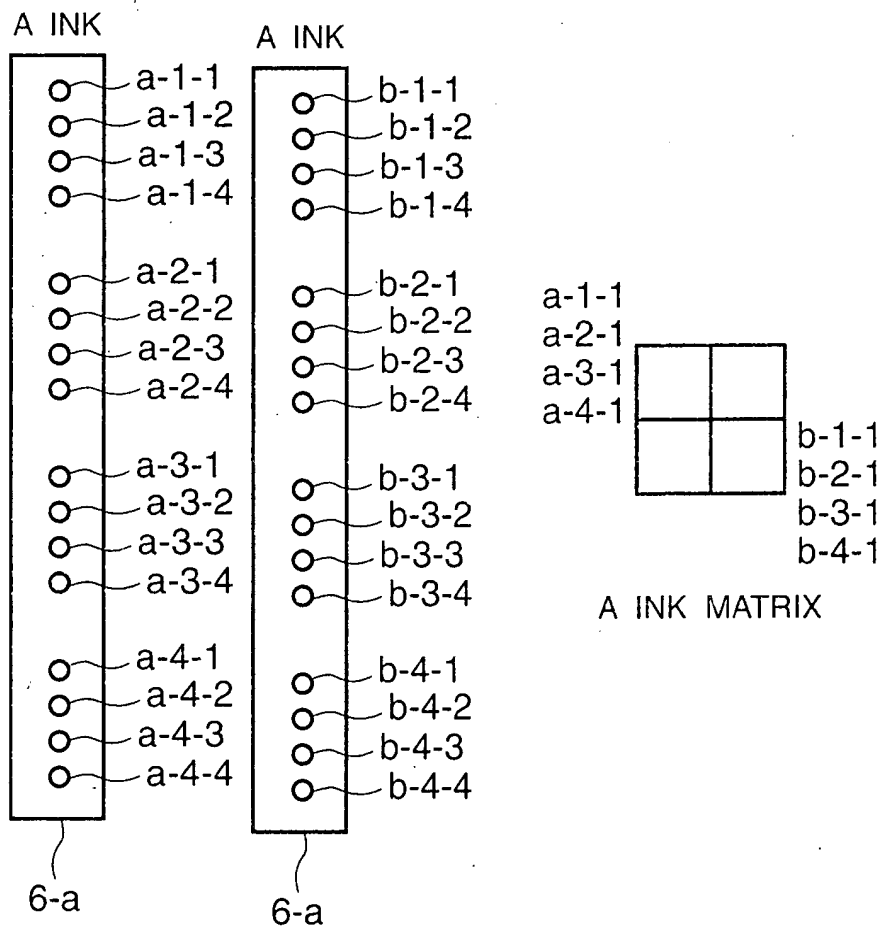 A INK
a-1-1
a-1-2
a-1-3
a-1-4
a-2-1
a-2-2
a-2-3
a-2-4
a-3-1
a-3-2
a-3-3
a-3-4
a-4-1
a-4-2
a-4-3
a-4-4
6-a
A INK
b-1-1
b-1-2
b-1-3
b-1-4
b-2-1
b-2-2
b-2-3
b-2-4
b-3-1
b-3-2
b-3-3
b-3-4
b-4-1
b-4-2
b-4-3
b-4-4
6-a
a-1-1
a-2-1
a-3-1
a-4-1
b-1-1
b-2-1
b-3-1
b-4-1
A INK MATRIX